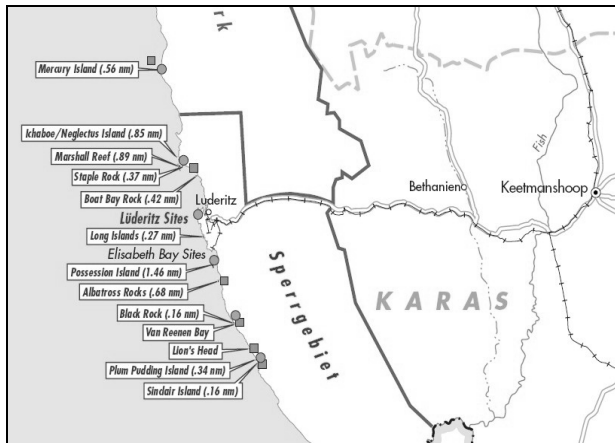 rk
Mercury Island (.56 nm)
Ichaboe/Neglectus Island (.85 nm)
Marshall Reef (.89 nm)
Staple Rock (.37 nm)
Boat Bay Rock (.42 nm)
Lüderitz
Lüderitz Sites
Long Islands (.27 nm)
Elisabeth Bay Sites
Possession Island (1.46 nm)
Albatross Rocks (.68 nm)
Black Rock (.16 nm)
Van Reenen Bay
Lion's Head
Plum Pudding Island (.34 nm)
Sinclair Island (.16 nm)
Sperrgebiet
KARAS
Bethanien
Keetmanshoop
Fish